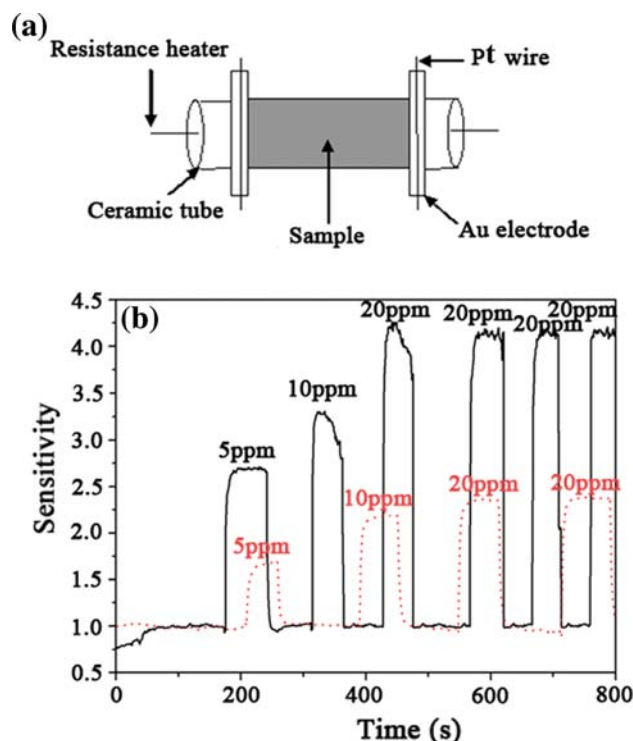 (a)
Resistance heater
Pt wire
Ceramic tube
Sample
Au electrode
(b)
4.5
4.0
3.5
3.0
2.5
2.0
1.5
1.0
0.5
Sensitivity
5ppm
10ppm
20ppm
20ppm
20ppm
20ppm
5ppm
10ppm
20ppm
20ppm
0
200
400
600
800
Time (s)